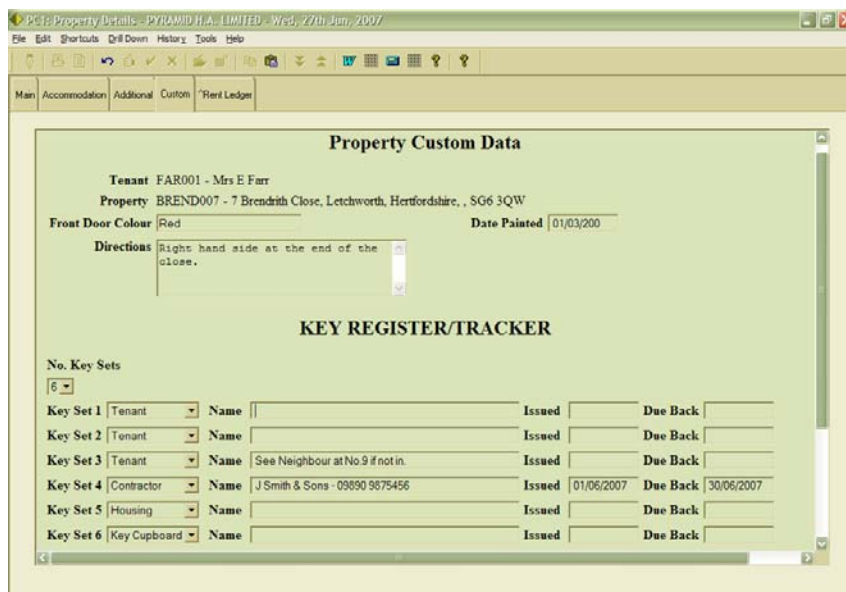 PC1: Property Details - PYRAMID H.A. LIMITED - Wed, 27th Jun, 2007
File Edit Shortcuts Drill Down History Tools Help
Main Accommodation Additional Custom ^Rent Ledger
Property Custom Data
Tenant FAR001 - Mrs E Farr
Property BREND007 - 7 Brendrith Close, Letchworth, Hertfordshire, , SG6 3QW
Front Door Colour Red Date Painted 01/03/200
Directions Right hand side at the end of the
close.
KEY REGISTER/TRACKER
No. Key Sets
6
Key Set 1 Tenant Name Issued Due Back
Key Set 2 Tenant Name Issued Due Back
Key Set 3 Tenant Name See Neighbour at No.9 if not in. Issued Due Back
Key Set 4 Contractor Name J Smith & Sons - 09890 9875456 Issued 01/06/2007 Due Back 30/06/2007
Key Set 5 Housing Name Issued Due Back
Key Set 6 Key Cupboard Name Issued Due Back